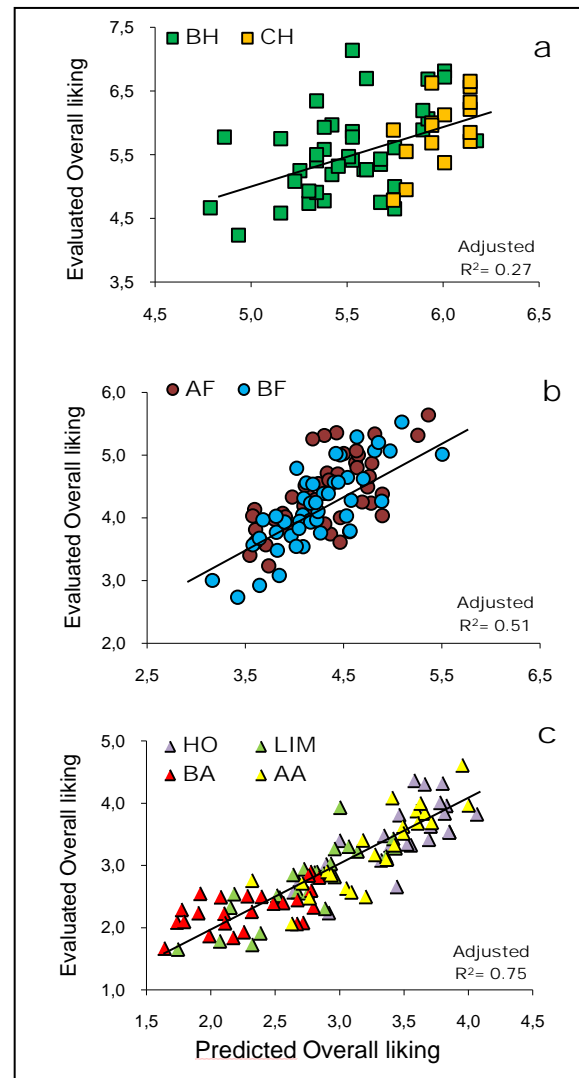 BH CH
a
Evaluated Overall liking
7,5
6,5
5,5
4,5
3,5
Adjusted
R²= 0.27
4,5 5,0 5,5 6,0 6,5
AF BF
b
Evaluated Overall liking
6,0
5,0
4,0
3,0
2,0
Adjusted
R²= 0.51
2,5 3,5 4,5 5,5 6,5
HO LIM
BA AA
c
Evaluated Overall liking
5,0
4,0
3,0
2,0
1,0
Adjusted
R²= 0.75
1,5 2,0 2,5 3,0 3,5 4,0 4,5
Predicted Overall liking